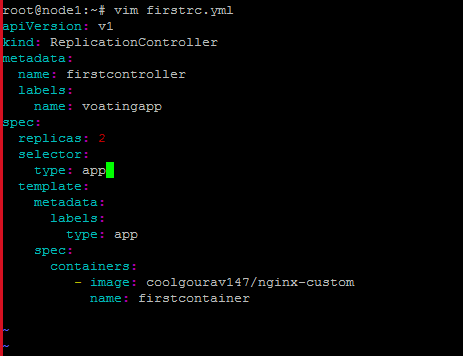 root@node1:~# vim firstrc.yml
apiVersion: v1
kind: ReplicationController
metadata:
  name: firstcontroller
  labels:
    name: voatingapp
spec:
  replicas: 2
  selector:
    type: app
  template:
    metadata:
      labels:
        type: app
    spec:
      containers:
         - image: coolgourav147/nginx-custom
           name: firstcontainer
~
~